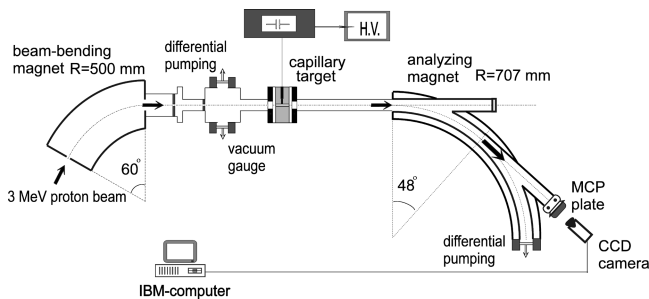 H.V.
beam-bending
magnet R=500 mm
differential
pumping
capillary
target
analyzing
magnet R=707 mm
vacuum
gauge
60°
3 MeV proton beam
48°
MCP
plate
differential
pumping
CCD
camera
IBM-computer